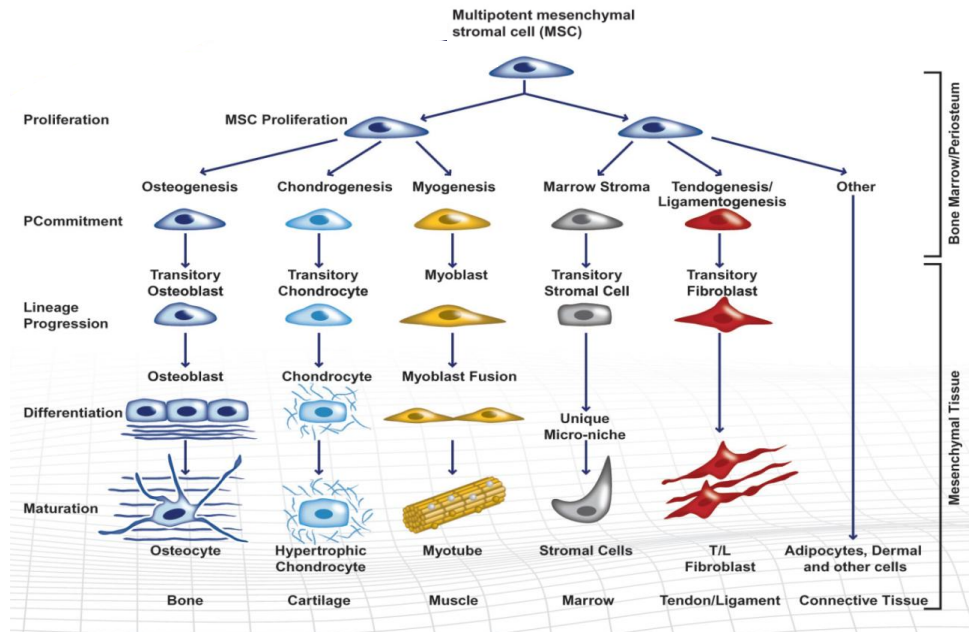 Multipotent mesenchymal
stromal cell (MSC)
Proliferation
MSC Proliferation
Osteogenesis
Chondrogenesis
Myogenesis
Marrow Stroma
Tendogenesis/
Ligamentogenesis
Other
PCommitment
Bone Marrow/Periosteum
Transitory
Osteoblast
Transitory
Chondrocyte
Myoblast
Transitory
Stromal Cell
Transitory
Fibroblast
Lineage
Progression
Osteoblast
Chondrocyte
Myoblast Fusion
Differentiation
Unique
Micro-niche
Mesenchymal Tissue
Maturation
Osteocyte
Hypertrophic
Chondrocyte
Myotube
Stromal Cells
T/L
Fibroblast
Adipocytes, Dermal
and other cells
Bone
Cartilage
Muscle
Marrow
Tendon/Ligament
Connective Tissue